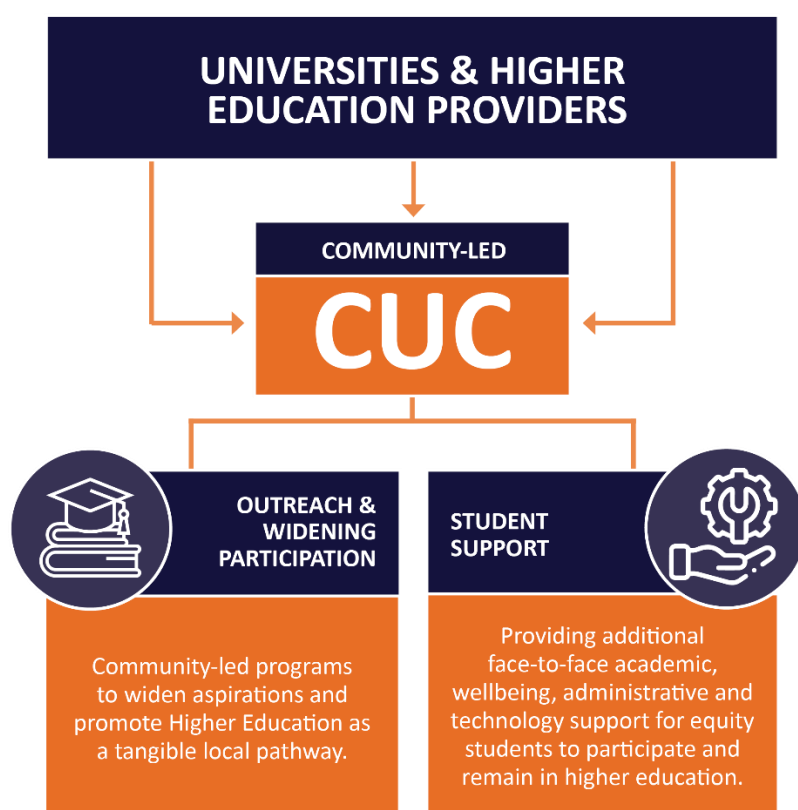 UNIVERSITIES & HIGHER
EDUCATION PROVIDERS
COMMUNITY-LED
CUC
OUTREACH &
WIDENING
PARTICIPATION
Community-led programs
to widen aspirations and
promote Higher Education as
a tangible local pathway.
STUDENT
SUPPORT
Providing additional
face-to-face academic,
wellbeing, administrative and
technology support for equity
students to participate and
remain in higher education.